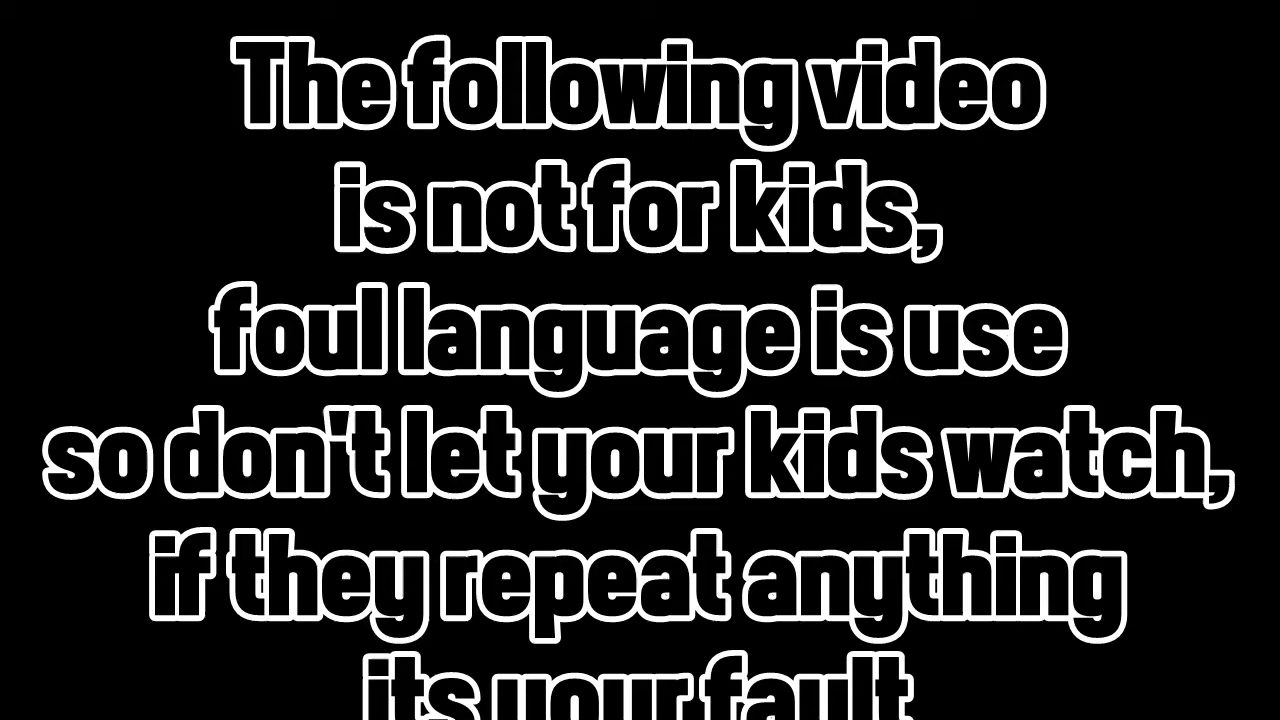 The following video
is not for kids,
foul language is use
so don't let your kids watch,
if they repeat anything
its your fault